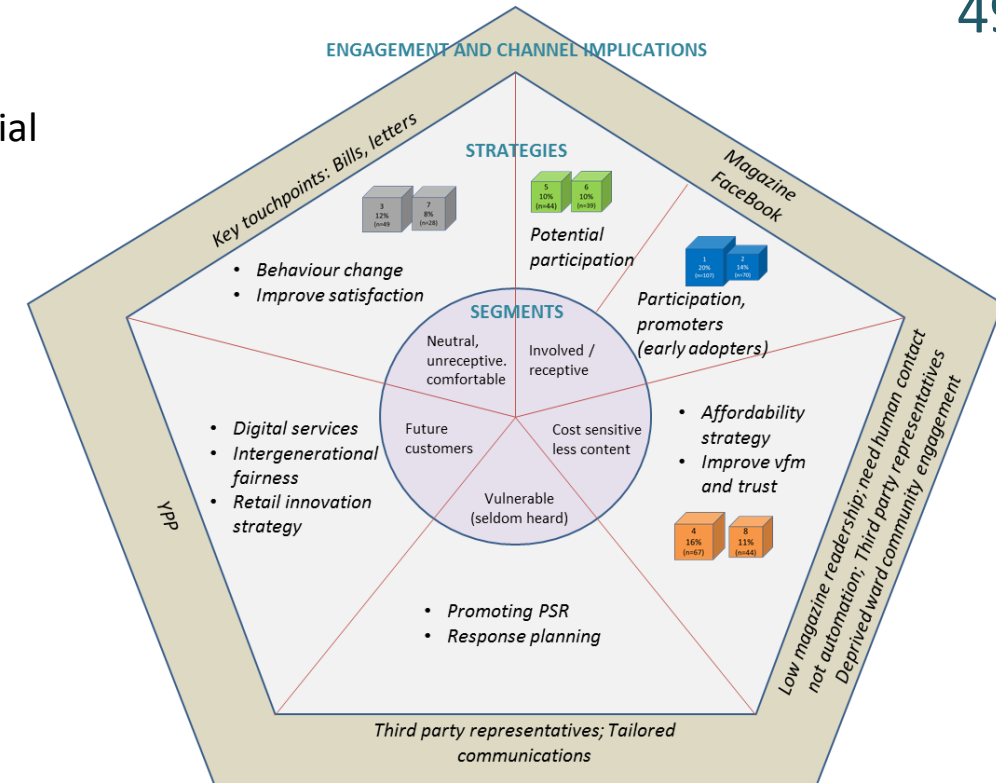 49
ial
ENGAGEMENT AND CHANNEL IMPLICATIONS
Key touchpoints: Bills, letters
Magazine
FaceBook
STRATEGIES
3
12%
(n=49
7
8%
(n=28)
5
10%
(n=44)
6
10%
(n=39)
1
20%
(n=107)
2
14%
(n=70)
• Behaviour change
• Improve satisfaction
Potential
participation
Participation,
promoters
(early adopters)
SEGMENTS
Neutral,
unreceptive.
comfortable
Involved /
receptive
Future
customers
Cost sensitive
less content
Vulnerable
(seldom heard)
• Digital services
• Intergenerational
fairness
• Retail innovation
strategy
• Affordability
strategy
• Improve vfm
and trust
4
16%
(n=67)
8
11%
(n=44)
• Promoting PSR
• Response planning
YPP
Low magazine readership; need human contact
not automation; Third party representatives
Deprived ward community engagement
Third party representatives; Tailored
communications